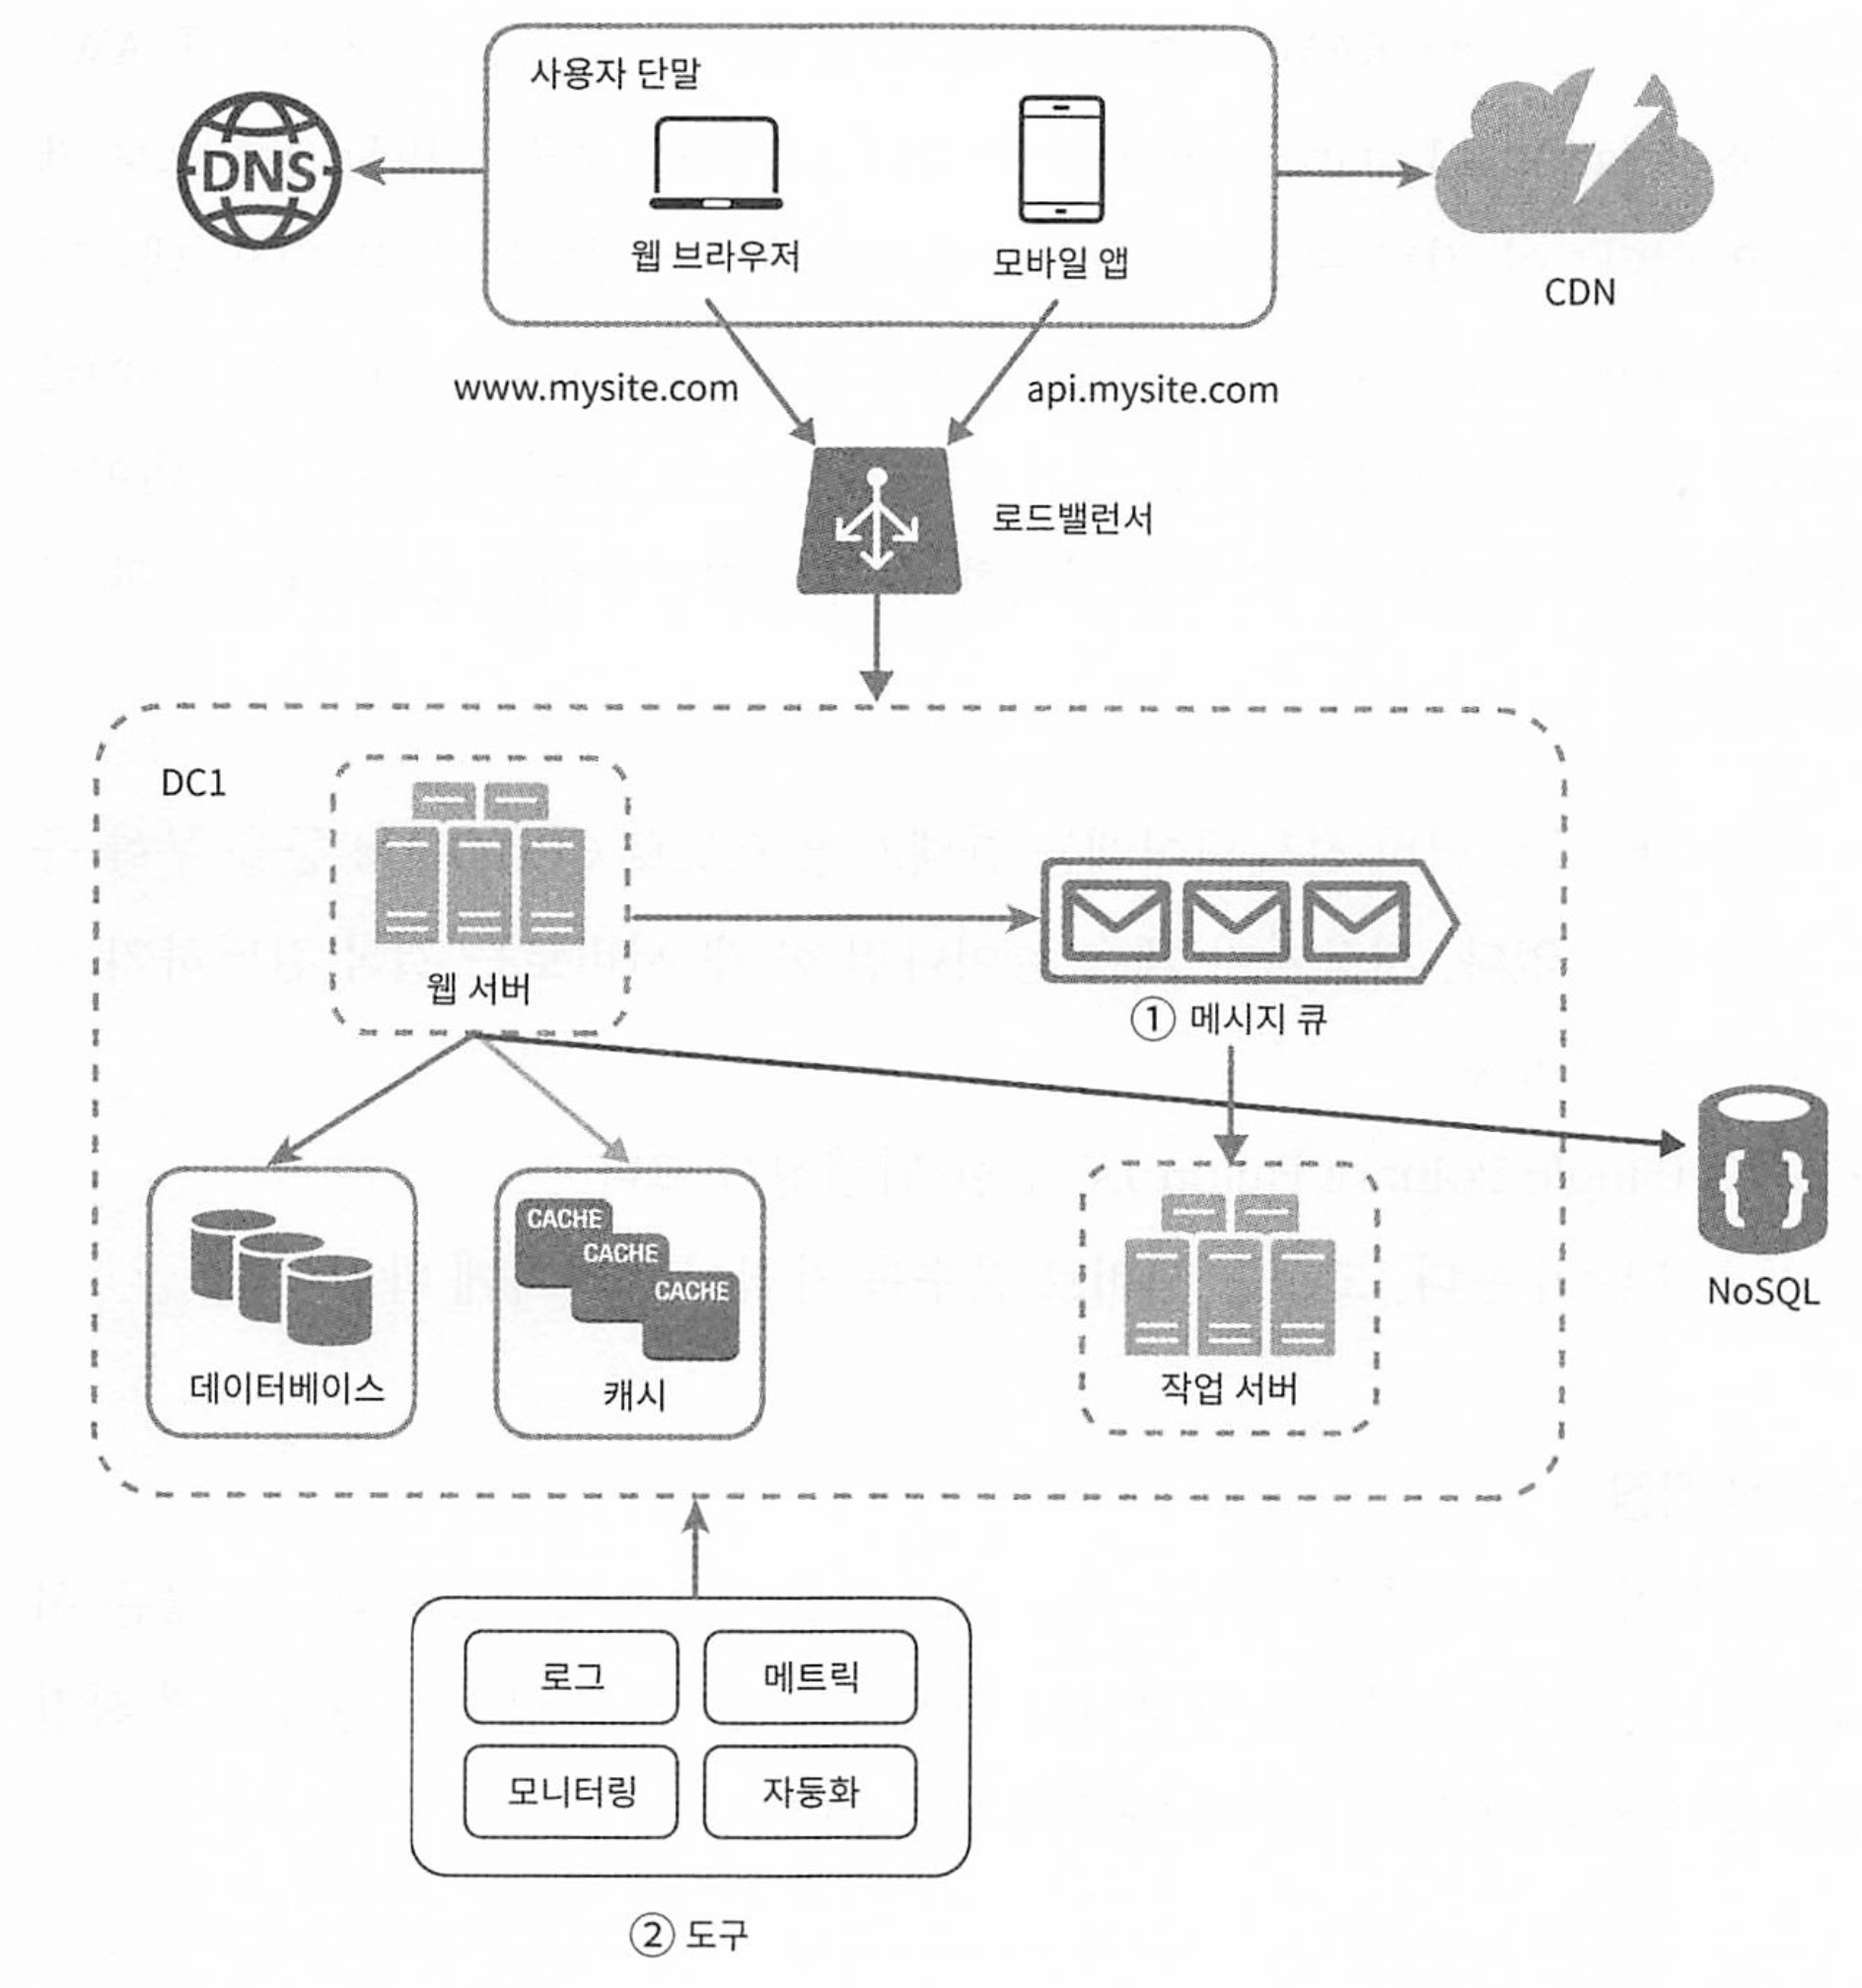 사용자 단말
DNS
웹 브라우저
모바일 앱
CDN
www.mysite.com
api.mysite.com
로드밸런서
DC1
웹 서버
① 메시지 큐
CACHE
CACHE
CACHE
데이터베이스
캐시
작업 서버
{ }
NoSQL
로그
메트릭
모니터링
자동화
② 도구